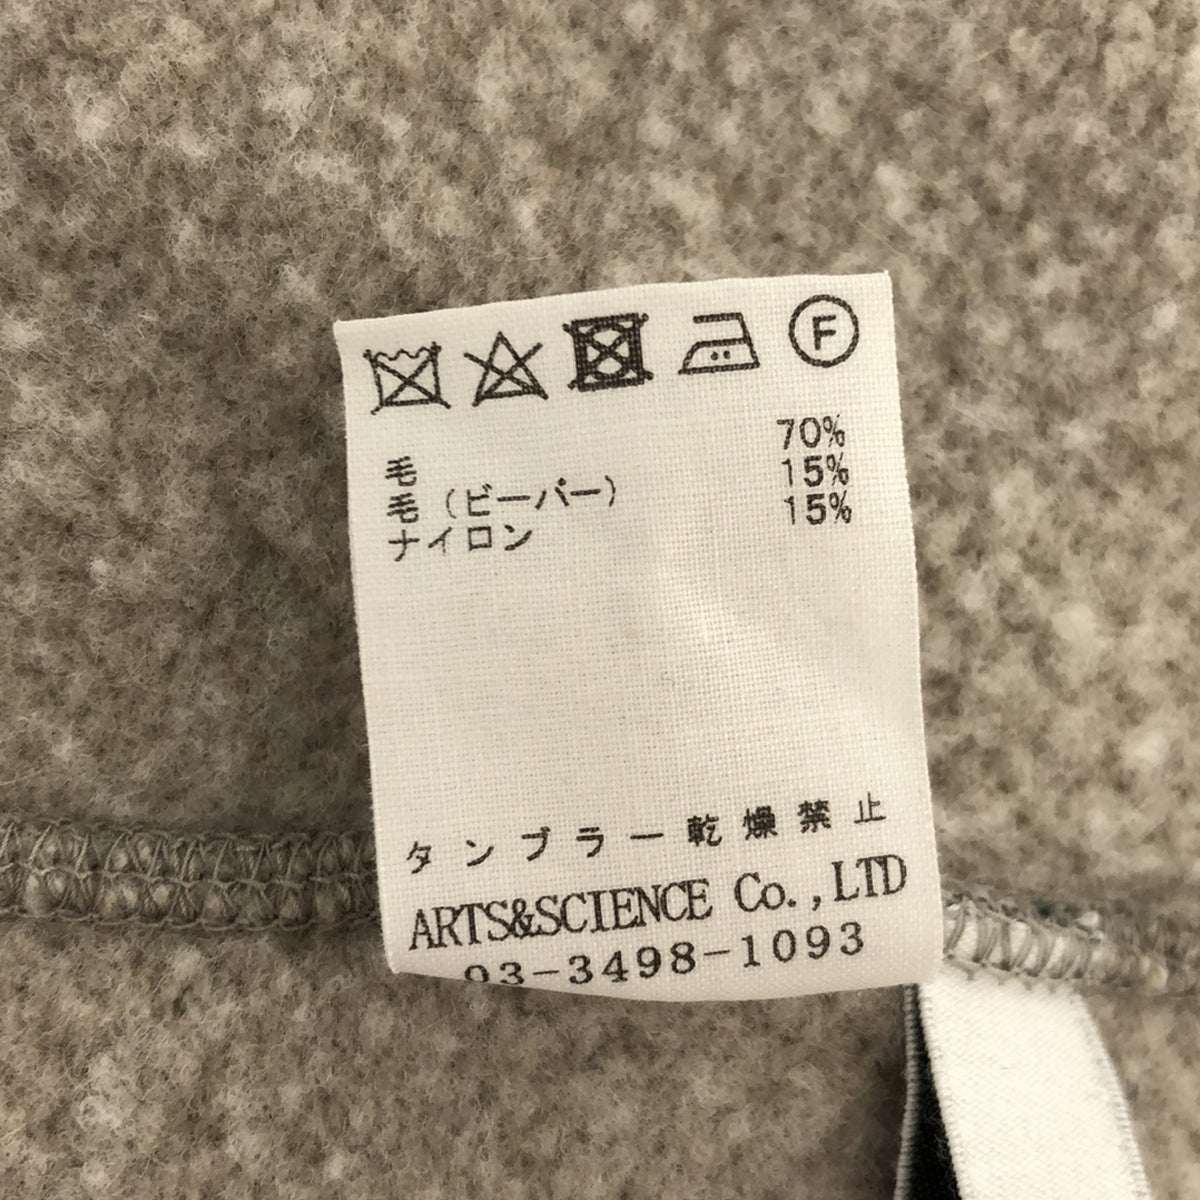 F
毛 70%
毛（ビーバー） 15%
ナイロン 15%
タンブラー乾燥禁止
ARTS&SCIENCE Co.,LTD
03-3498-1093